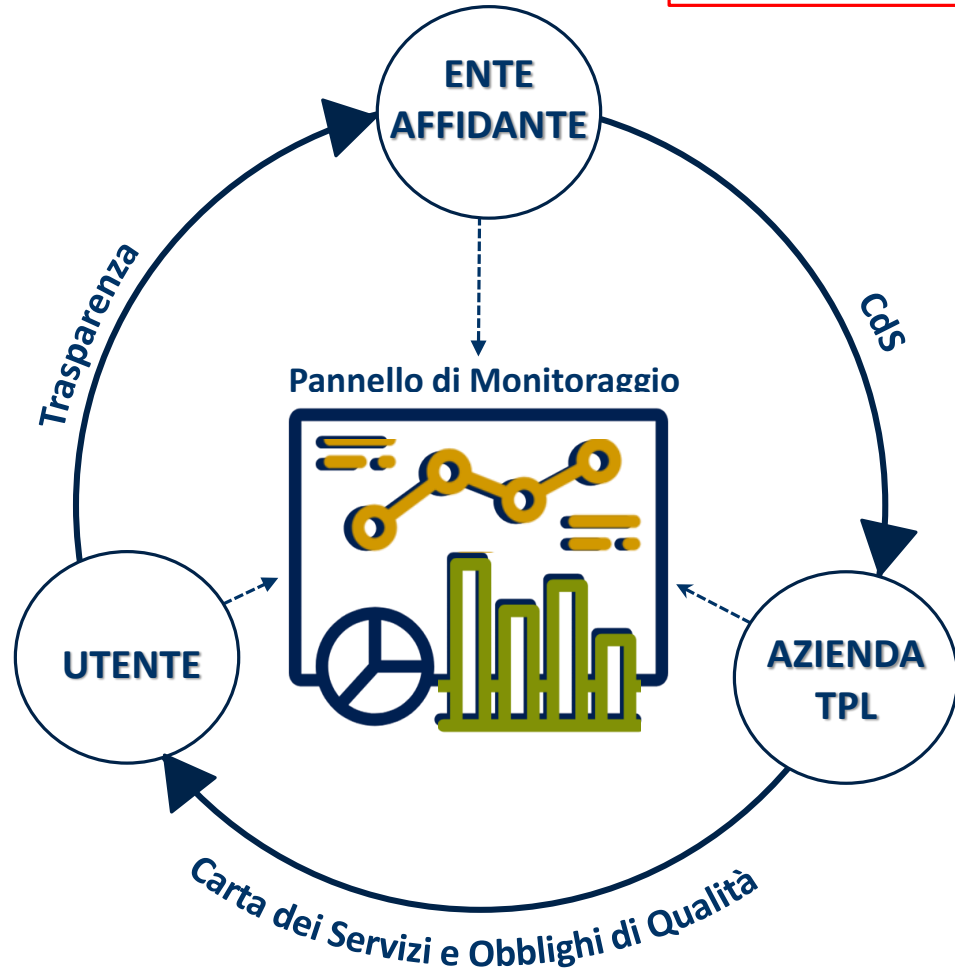 ENTE
AFFIDANTE
Trasparenza
CdS
Pannello di Monitoraggio
UTENTE
AZIENDA
TPL
Carta dei Servizi e Obblighi di Qualità